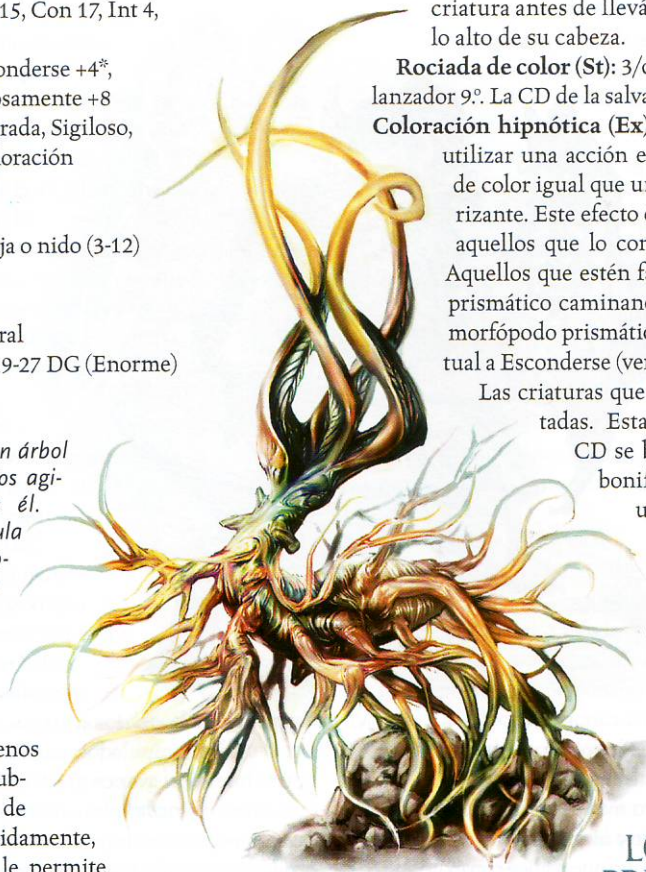 15, Con 17, Int 4,
onderse +4*,
osamente +8
rada, Sigiloso,
oloración
ja o nido (3-12)
ral
9-27 DG (Enorme)
n árbol
os agi-
él.
ula
enos
ub-
de
idamente,
le permite
criatura antes de llevá
lo alto de su cabeza.
Rociada de color (St): 3/
lanzador 9º. La CD de la salva
Coloración hipnótica (Ex)
utilizar una acción e
de color igual que u
rizante. Este efecto
aquellos que lo con
Aquellos que estén f
prismático caminan
morfópodo prismátic
tual a Esconderse (ver
Las criaturas que
tadas. Esta
CD se
bonif
u